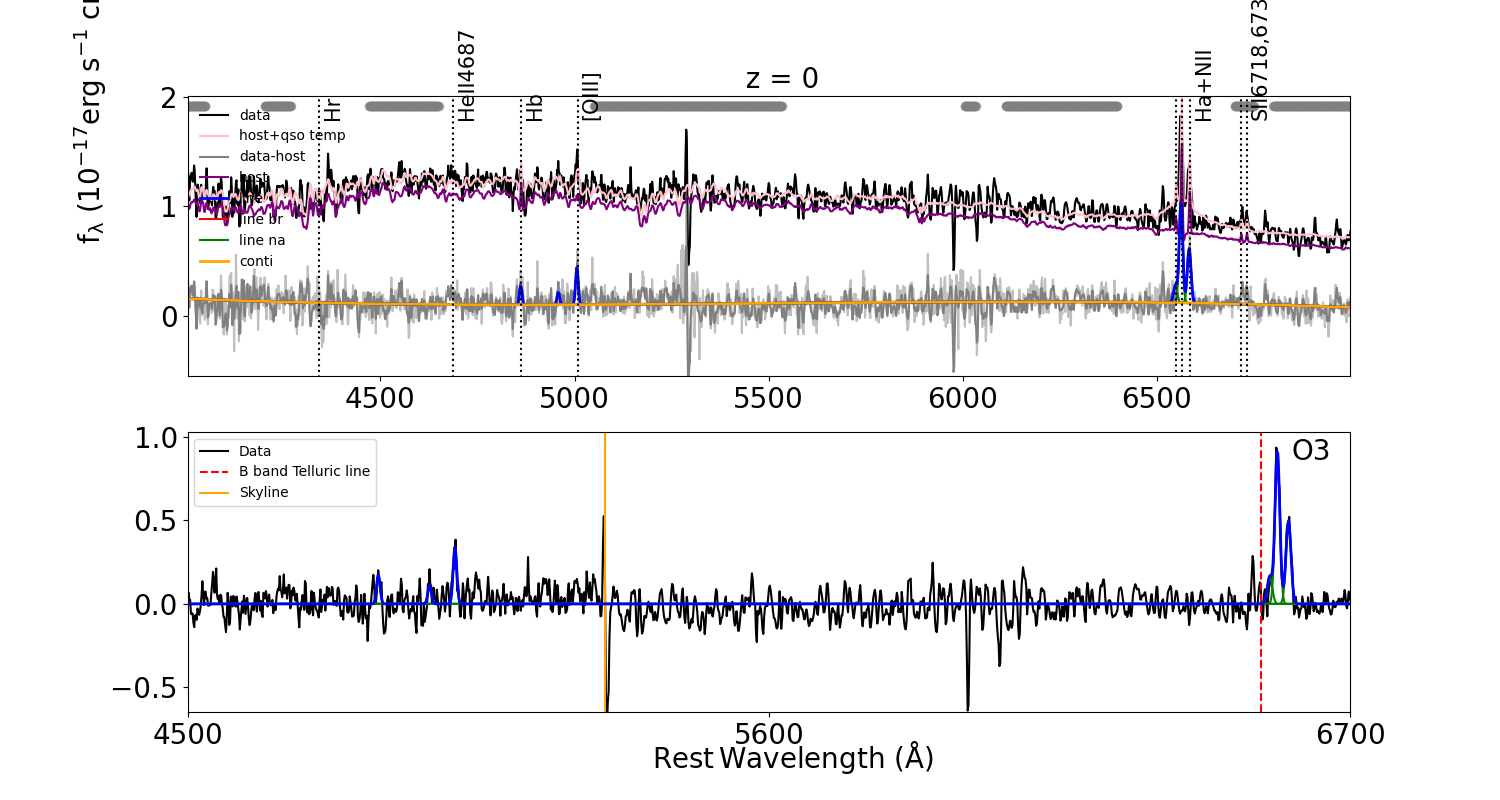 z = 0
f_λ (10^−17 erg s^−1
Hr
HeII4687
Hb
[OIII]
Ha+NII
SII6718,673
data
host+qso temp
data-host
host
line br
line na
conti
2
1
0
4500
5000
5500
6000
6500
Data
B band Telluric line
Skyline
O3
1.0
0.5
0.0
−0.5
4500
5600
6700
Rest Wavelength (Å)